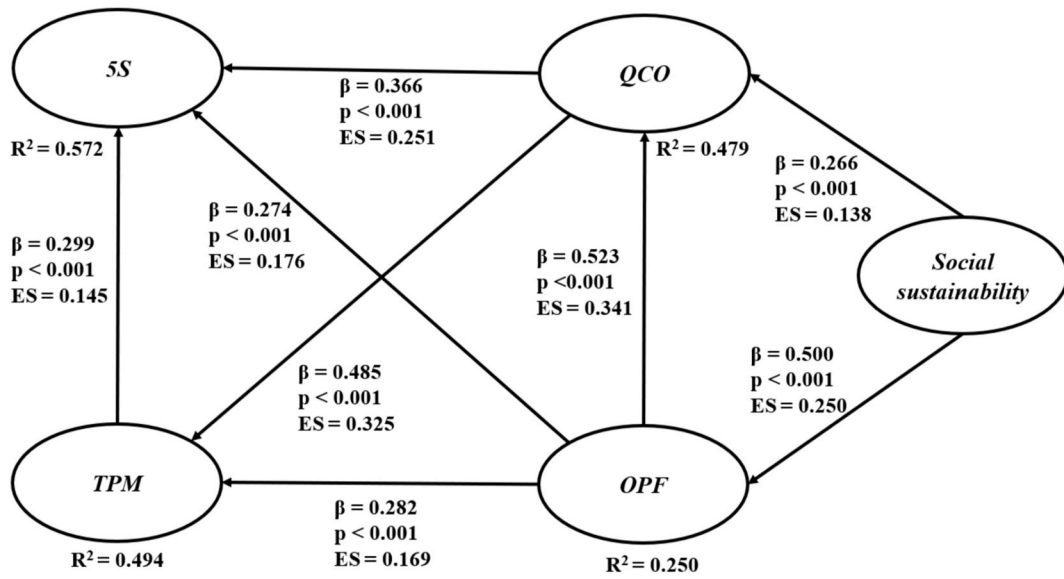 5S
QCO
β = 0.366
p < 0.001
ES = 0.251
R² = 0.572
R² = 0.479
β = 0.266
p < 0.001
ES = 0.138
β = 0.274
p < 0.001
ES = 0.176
β = 0.299
p < 0.001
ES = 0.145
β = 0.523
p <0.001
ES = 0.341
Social
sustainability
β = 0.485
p < 0.001
ES = 0.325
β = 0.500
p < 0.001
ES = 0.250
TPM
OPF
β = 0.282
p < 0.001
ES = 0.169
R² = 0.494
R² = 0.250